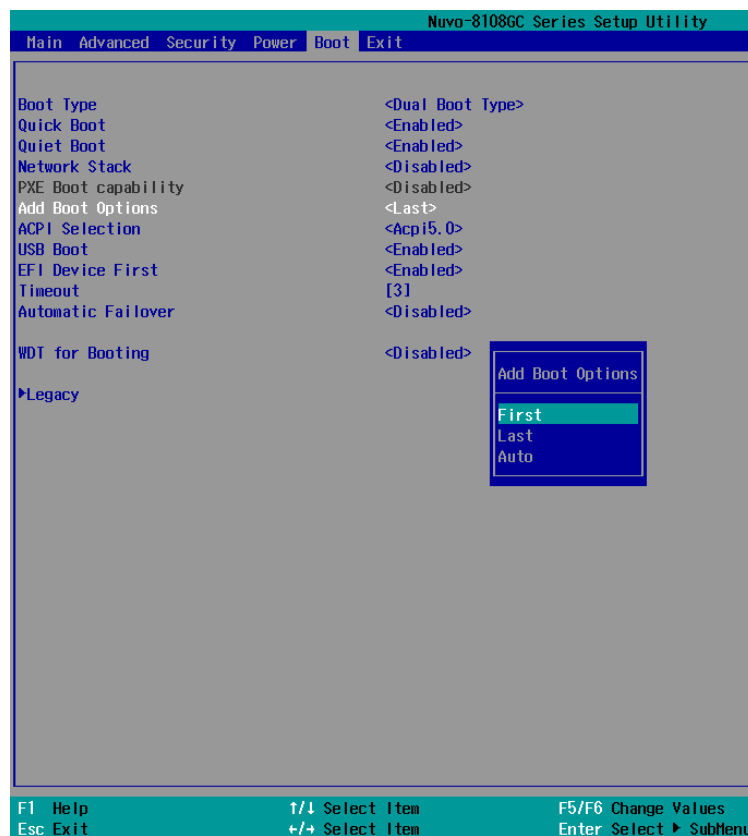 Nuvo-8108GC Series Setup Utility
Main Advanced Security Power Boot Exit
Boot Type <Dual Boot Type>
Quick Boot <Enabled>
Quiet Boot <Enabled>
Network Stack <Disabled>
PXE Boot capability <Disabled>
Add Boot Options <Last>
ACPI Selection <Acpi5.0>
USB Boot <Enabled>
EFI Device First <Enabled>
Timeout [3]
Automatic Failover <Disabled>
WDT for Booting <Disabled>
▶Legacy
Add Boot Options
First
Last
Auto
F1 Help ↑/↓ Select Item F5/F6 Change Values
Esc Exit ←/→ Select Item Enter Select ▶ SubMenu